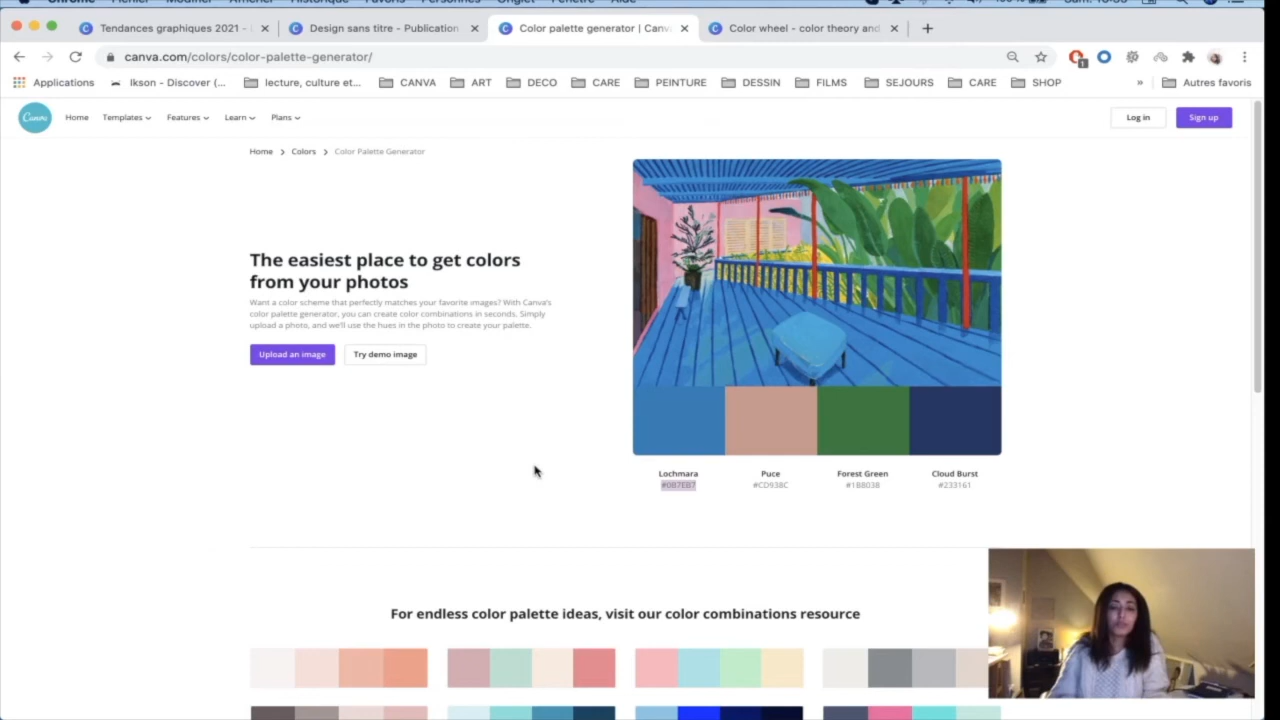 Tendances graphiques 2021 -
Design sans titre - Publication
Color palette generator | Canv
Color wheel - color theory and
canva.com/colors/color-palette-generator/
Applications
Ikson - Discover (...
lecture, culture et...
CANVA
ART
DECO
CARE
PEINTURE
DESSIN
FILMS
SEJOURS
CARE
SHOP
»
Autres favoris
Canva
Home
Templates
Features
Learn
Plans
Log in
Sign up
Home > Colors > Color Palette Generator
The easiest place to get colors
from your photos
Want a color scheme that perfectly matches your favorite images? With Canva's
color palette generator, you can create color combinations in seconds. Simply
upload a photo, and we'll use the hues in the photo to create your palette.
Upload an image
Try demo image
Lochmara
Puce
Forest Green
Cloud Burst
#0B7EB7
#CD938C
#1B8038
#233161
For endless color palette ideas, visit our color combinations resource